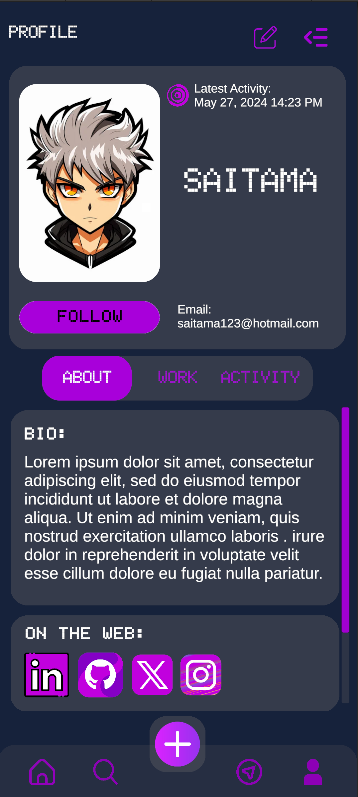 PROFILE
Latest Activity:
May 27, 2024 14:23 PM
SAITAMA
FOLLOW
Email:
saitama123@hotmail.com
ABOUT WORK ACTIVITY
BIO:
Lorem ipsum dolor sit amet, consectetur
adipiscing elit, sed do eiusmod tempor
incididunt ut labore et dolore magna
aliqua. Ut enim ad minim veniam, quis
nostrud exercitation ullamco laboris . irure
dolor in reprehenderit in voluptate velit
esse cillum dolore eu fugiat nulla pariatur.
ON THE WEB:
in